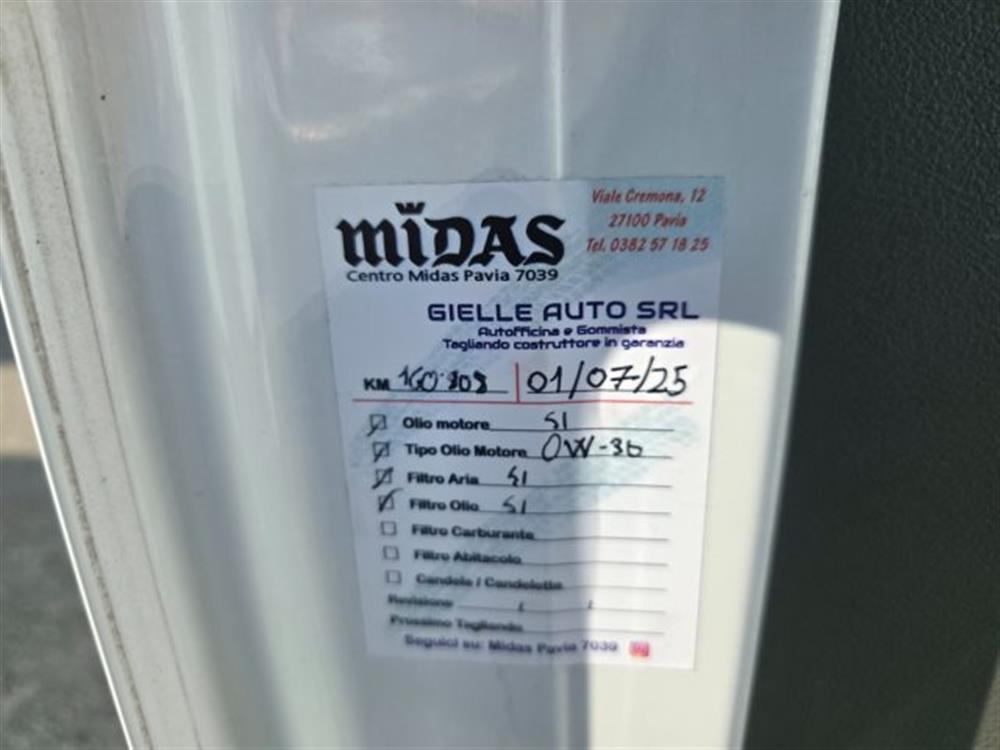 MIDAS
Centro Midas Pavia 7039
Viale Cremona, 12
27100 Pavia
Tel. 0382 57 18 25
GIELLE AUTO SRL
Autofficina e Gommista
Tagliando costruttore in garanzia
KM 01/07/25
Olio motore SI
Tipo Olio Motore 0W-30
Filtro Aria SI
Filtro Olio SI
Filtro Carburante
Filtro Abitacolo
Candele / Candelette
Revisione / /
Prossimo Tagliando
Seguici su: Midas Pavia 7039